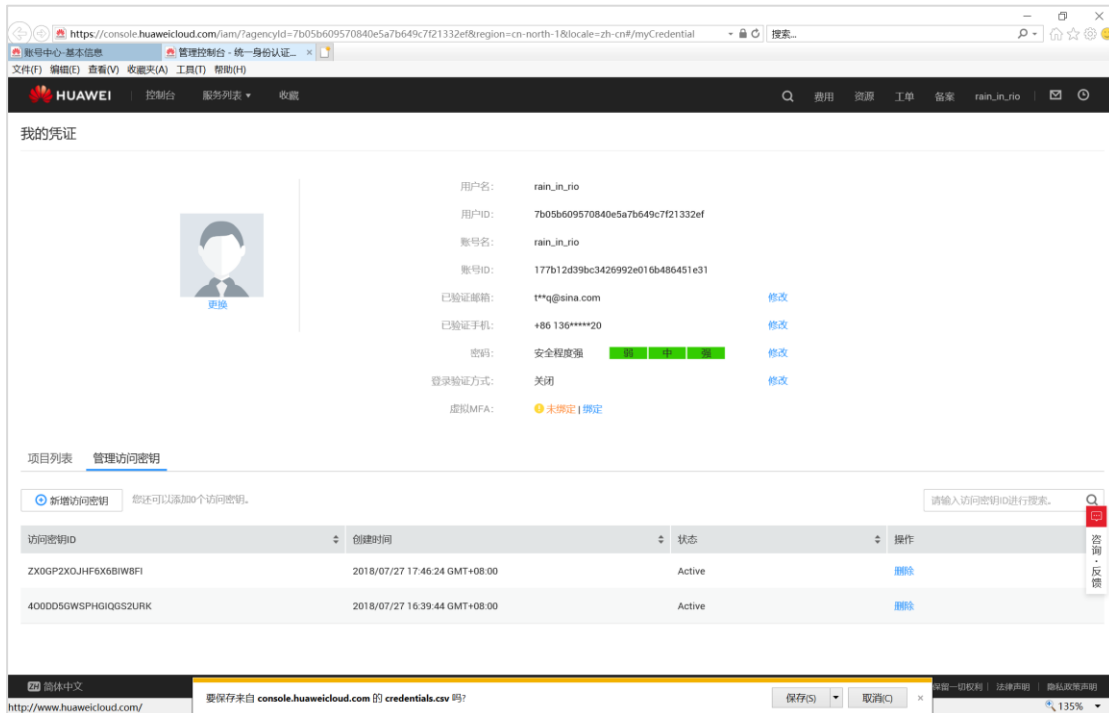 https://console.huaweicloud.com/iam/?agencyId=7b05b609570840e5a7b649c7f21332ef&region=cn-north-1&locale=zh-cn#/myCredential 搜索...
账号中心-基本信息 管理控制台 - 统一身份认证...
文件(F) 编辑(E) 查看(V) 收藏夹(A) 工具(T) 帮助(H)
HUAWEI 控制台 服务列表 收藏 费用 资源 工单 备案 rain_in_rio
我的凭证
用户名: rain_in_rio
用户ID: 7b05b609570840e5a7b649c7f21332ef
账号名: rain_in_rio
账号ID: 177b12d39bc3426992e016b486451e31
更换
已验证邮箱: t**q@sina.com 修改
已验证手机: +86 136*****20 修改
密码: 安全程度强 弱 中 强 修改
登录验证方式: 关闭 修改
虚拟MFA: 未绑定 | 绑定
项目列表 管理访问密钥
新增访问密钥 您还可以添加0个访问密钥。 请输入访问密钥ID进行搜索。
访问密钥ID 创建时间 状态 操作
ZX0GP2XOJHF6X6BIW8FI 2018/07/27 17:46:24 GMT+08:00 Active 删除
4O0DD5GWSPHGIQGS2URK 2018/07/27 16:39:44 GMT+08:00 Active 删除
咨询·反馈
ZH 简体中文 保留一切权利 | 法律声明 | 隐私政策声明
要保存来自 console.huaweicloud.com 的 credentials.csv 吗? 保存(S) 取消(C) ×
http://www.huaweicloud.com/ 135%